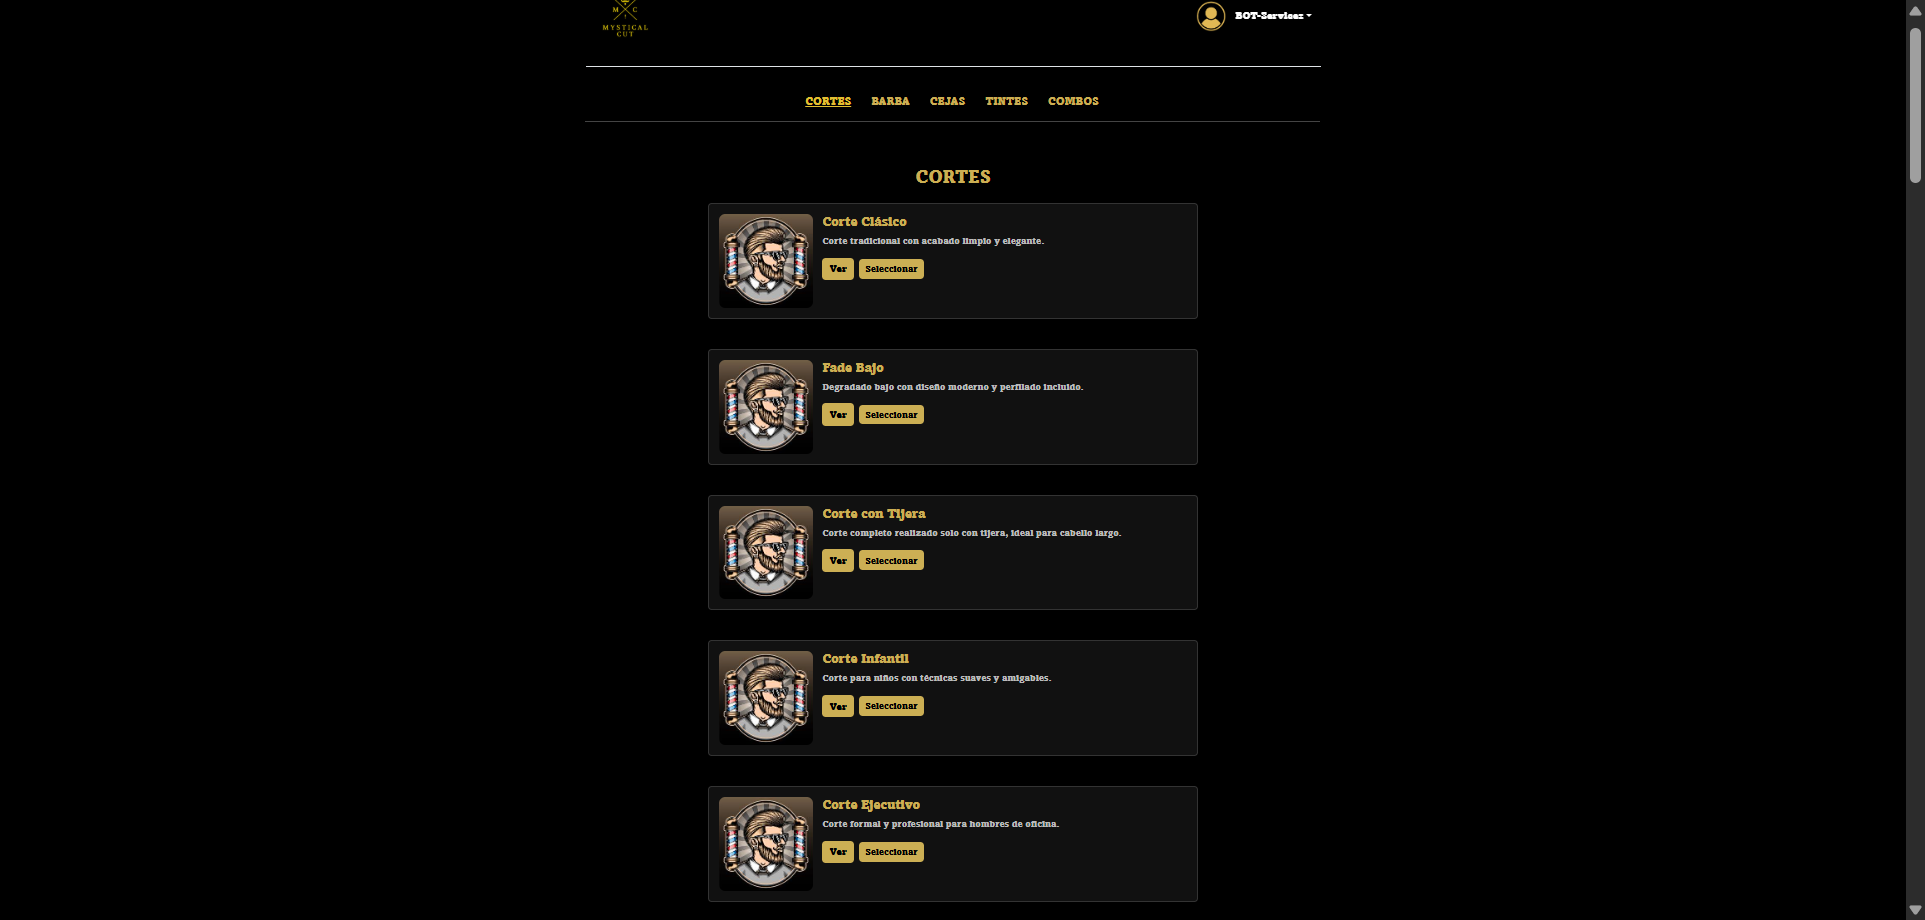 M C
MYSTICAL
CUT
BOT-Services
CORTES BARBA CEJAS TINTES COMBOS
CORTES
Corte Clásico
Corte tradicional con acabado limpio y elegante.
Ver Seleccionar
Fade Bajo
Degradado bajo con diseño moderno y perfilado incluido.
Ver Seleccionar
Corte con Tijera
Corte completo realizado solo con tijera, ideal para cabello largo.
Ver Seleccionar
Corte Infantil
Corte para niños con técnicas suaves y amigables.
Ver Seleccionar
Corte Ejecutivo
Corte formal y profesional para hombres de oficina.
Ver Seleccionar